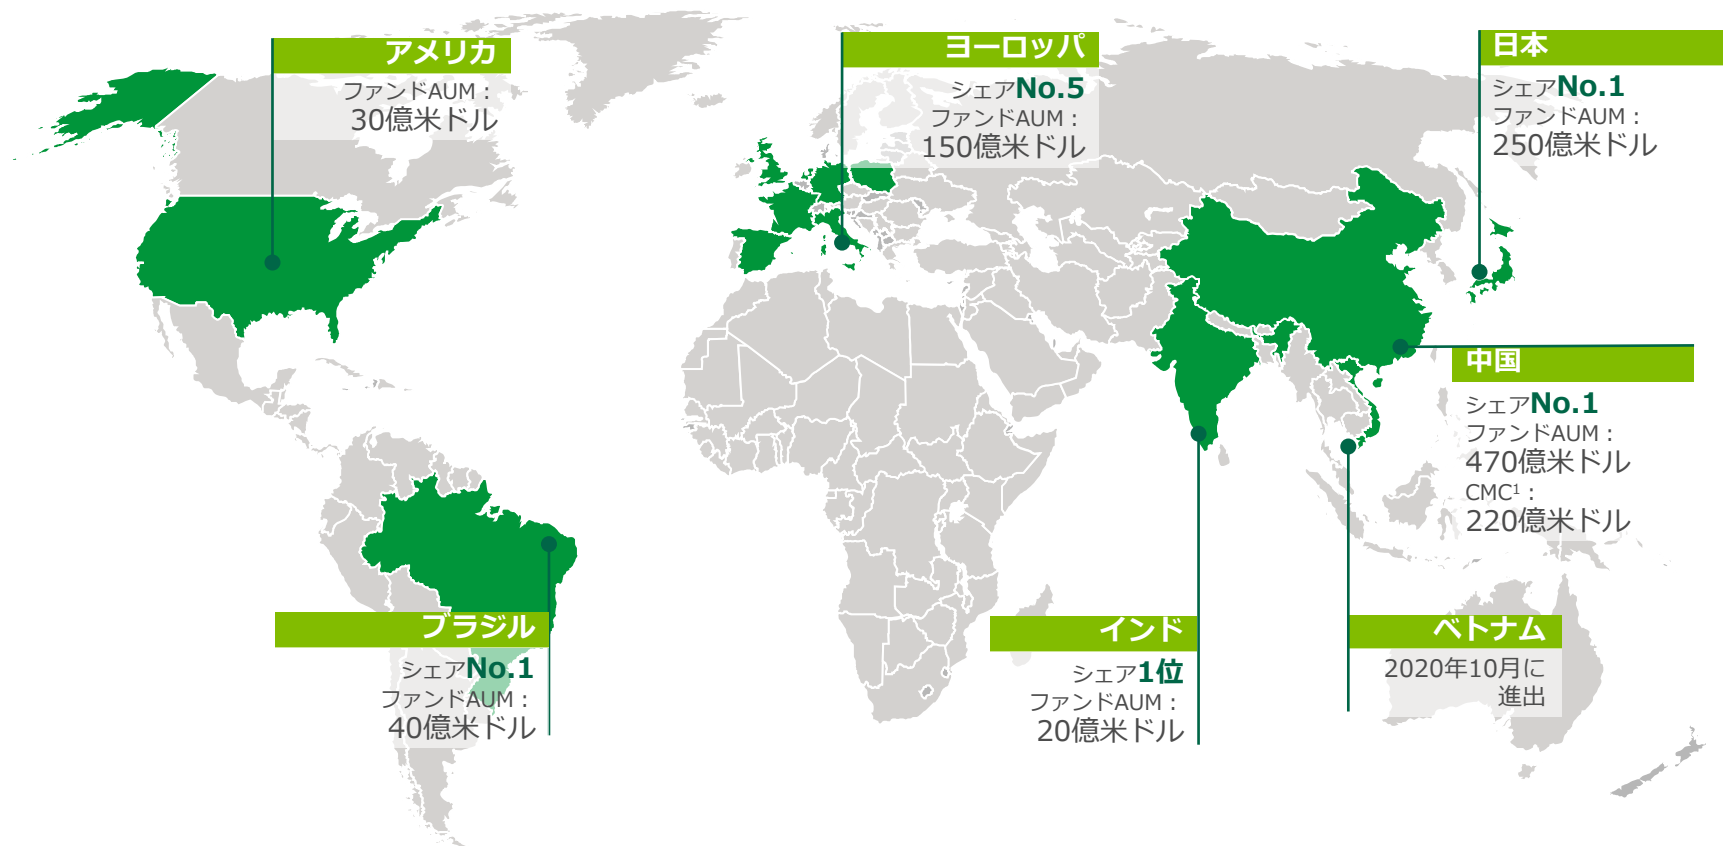 アメリカ
ファンドAUM：
30億米ドル
ヨーロッパ
シェアNo.5
ファンドAUM：
150億米ドル
日本
シェアNo.1
ファンドAUM：
250億米ドル
中国
シェアNo.1
ファンドAUM：
470億米ドル
CMC¹：
220億米ドル
ブラジル
シェアNo.1
ファンドAUM：
40億米ドル
インド
シェア1位
ファンドAUM：
20億米ドル
ベトナム
2020年10月に
進出